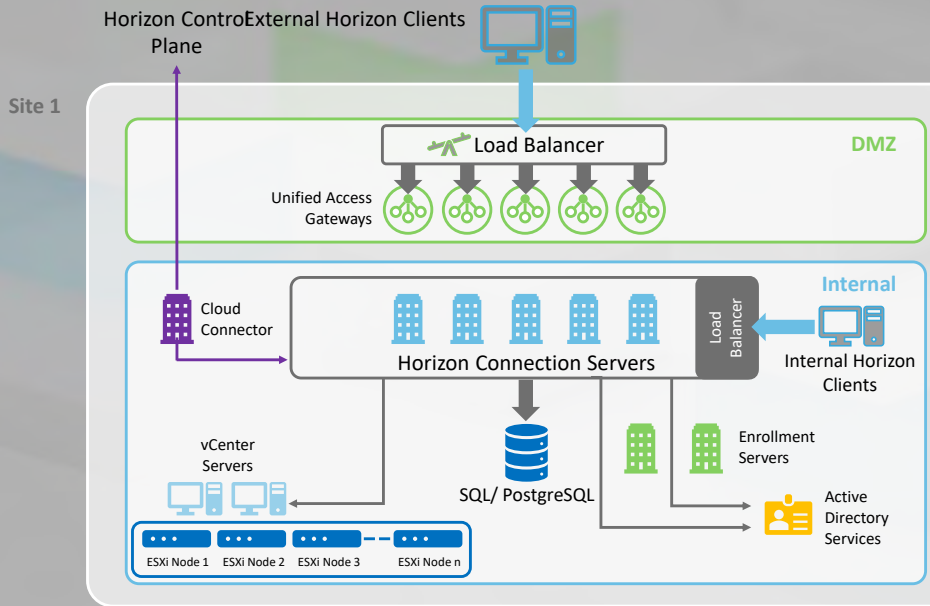 Horizon Control
Plane
External Horizon Clients
Site 1
Load Balancer
DMZ
Unified Access
Gateways
Internal
Cloud
Connector
Load
Balancer
Horizon Connection Servers
Internal Horizon
Clients
vCenter
Servers
SQL/ PostgreSQL
Enrollment
Servers
Active
Directory
Services
ESXi Node 1
ESXi Node 2
ESXi Node 3
ESXi Node n